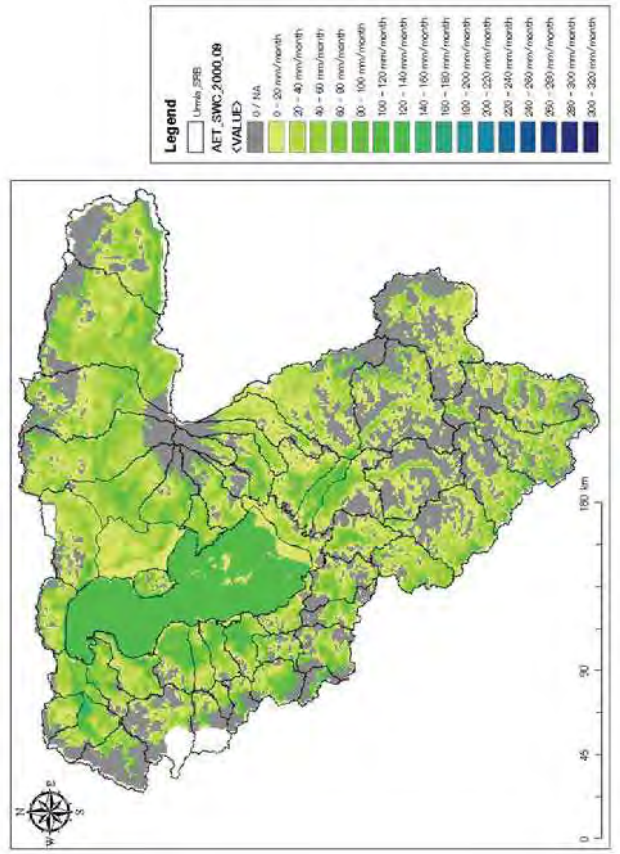 N
W
E
S
Legend
Urmia_SRB
AET_SWC_2000_09
<VALUE>
0 / NA
0 - 20 mm/month
20 - 40 mm/month
40 - 60 mm/month
60 - 80 mm/month
80 - 100 mm/month
100 - 120 mm/month
120 - 140 mm/month
140 - 160 mm/month
160 - 180 mm/month
180 - 200 mm/month
200 - 220 mm/month
220 - 240 mm/month
240 - 260 mm/month
260 - 280 mm/month
280 - 300 mm/month
300 - 320 mm/month
0
45
90
180 km